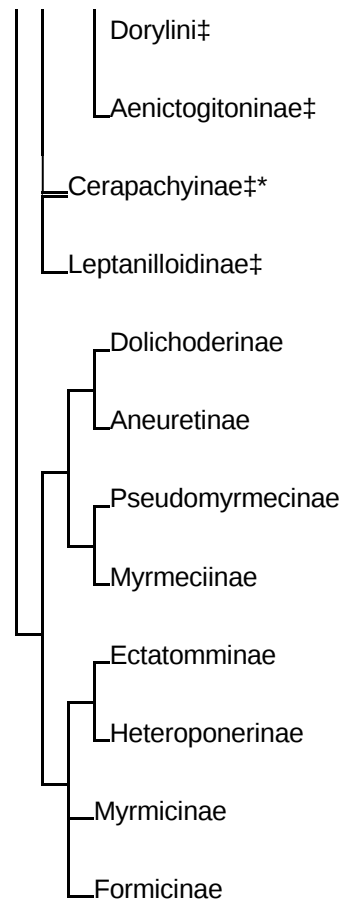 Dorylini‡
Aenictogitoninae‡
Cerapachyinae‡*
Leptanilloidinae‡
Dolichoderinae
Aneuretinae
Pseudomyrmecinae
Myrmeciinae
Ectatomminae
Heteroponerinae
Myrmicinae
Formicinae